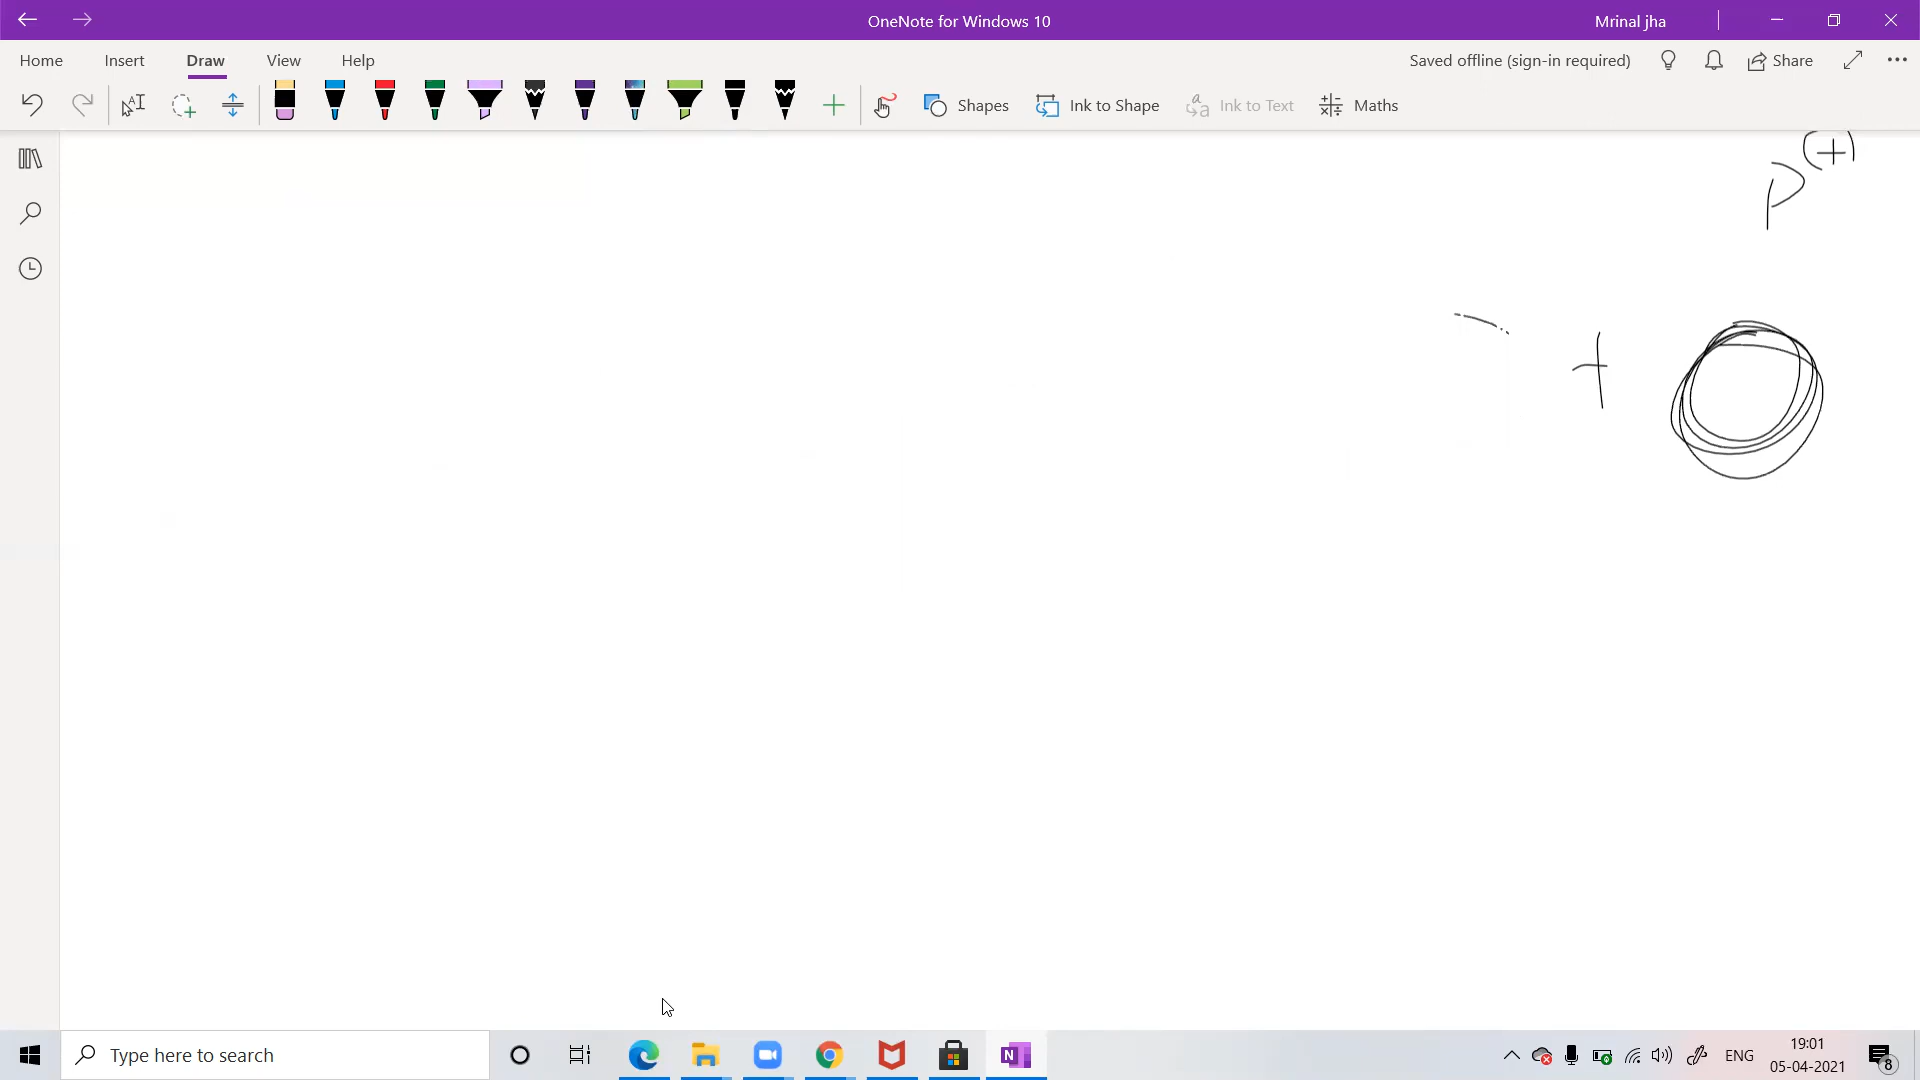 OneNote for Windows 10 Mrinal jha
Home Insert Draw View Help Saved offline (sign-in required) Share
Shapes Ink to Shape Ink to Text Maths
P(+)
+
Type here to search ENG 19:01
05-04-2021 8